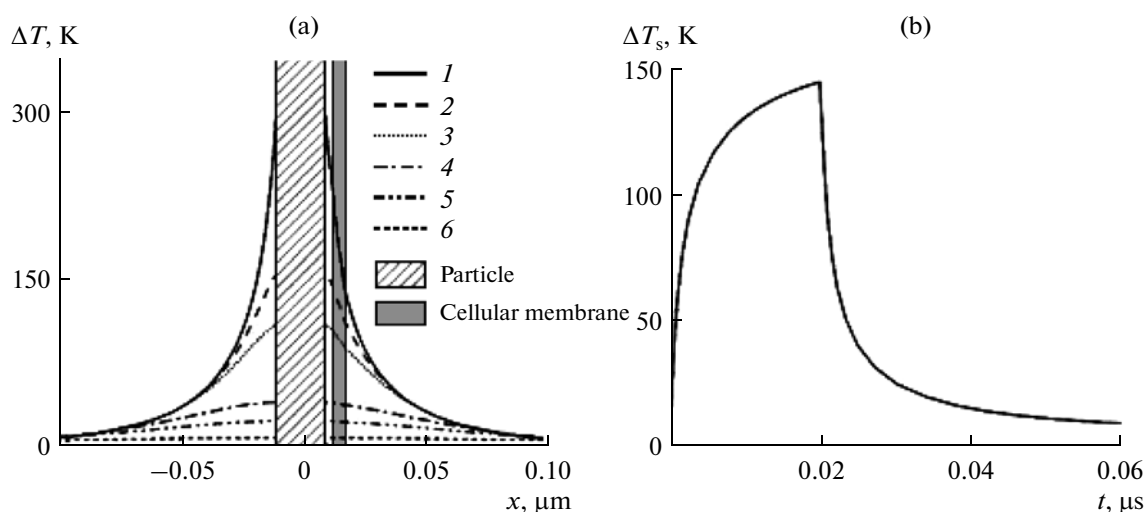 (a)
ΔT, K
300
150
0
−0.05
0
0.05
0.10
x, μm
1
2
3
4
5
6
Particle
Cellular membrane
(b)
ΔTs, K
150
100
50
0
0.02
0.04
0.06
t, μs